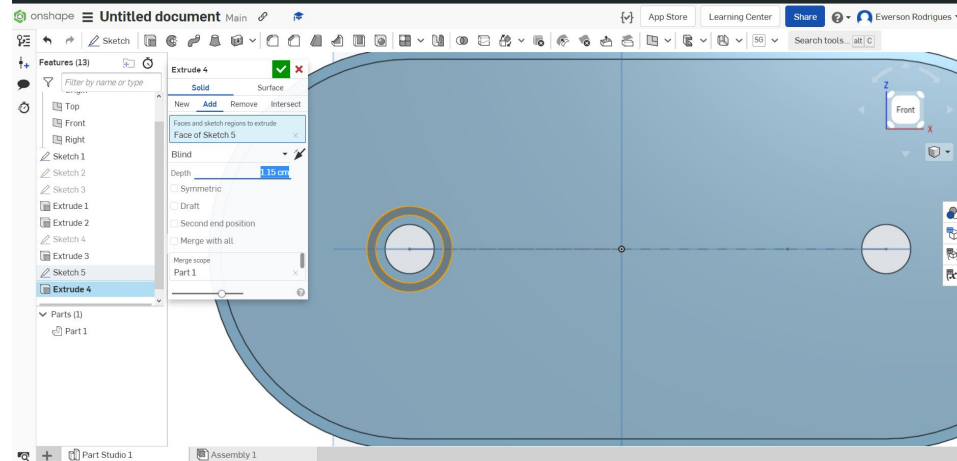 onshape Untitled document Main App Store Learning Center Share Ewerson Rodrigues
Sketch SG Search tools... alt C
Features (13)
Filter by name or type
Top
Front
Right
Sketch 1
Sketch 2
Sketch 3
Extrude 1
Extrude 2
Sketch 4
Extrude 3
Sketch 5
Extrude 4
Parts (1)
Part 1
Extrude 4
Solid Surface
New Add Remove Intersect
Faces and sketch regions to extrude
Face of Sketch 5
Blind
Depth 1.15 cm
Symmetric
Draft
Second end position
Merge with all
Merge scope
Part 1
Z
Front
X
Part Studio 1 Assembly 1